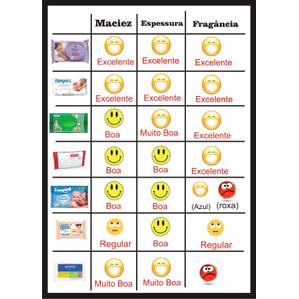 Maciez Espessura Fragância
Excelente Excelente Excelente
Pampers
Excelente Excelente Excelente
Boa Muito Boa Excelente
Boa Boa Excelente
Boa Boa (Azul) (roxa)
Regular Boa Regular
Muito Boa Muito Boa